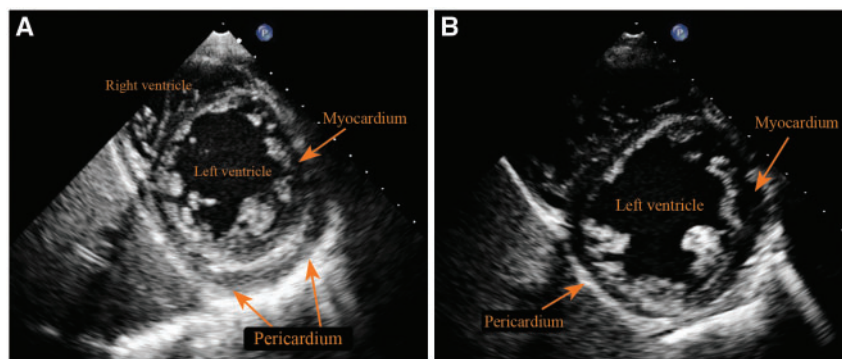 A
P
Right ventricle
Myocardium
Left ventricle
Pericardium
B
P
Myocardium
Left ventricle
Pericardium